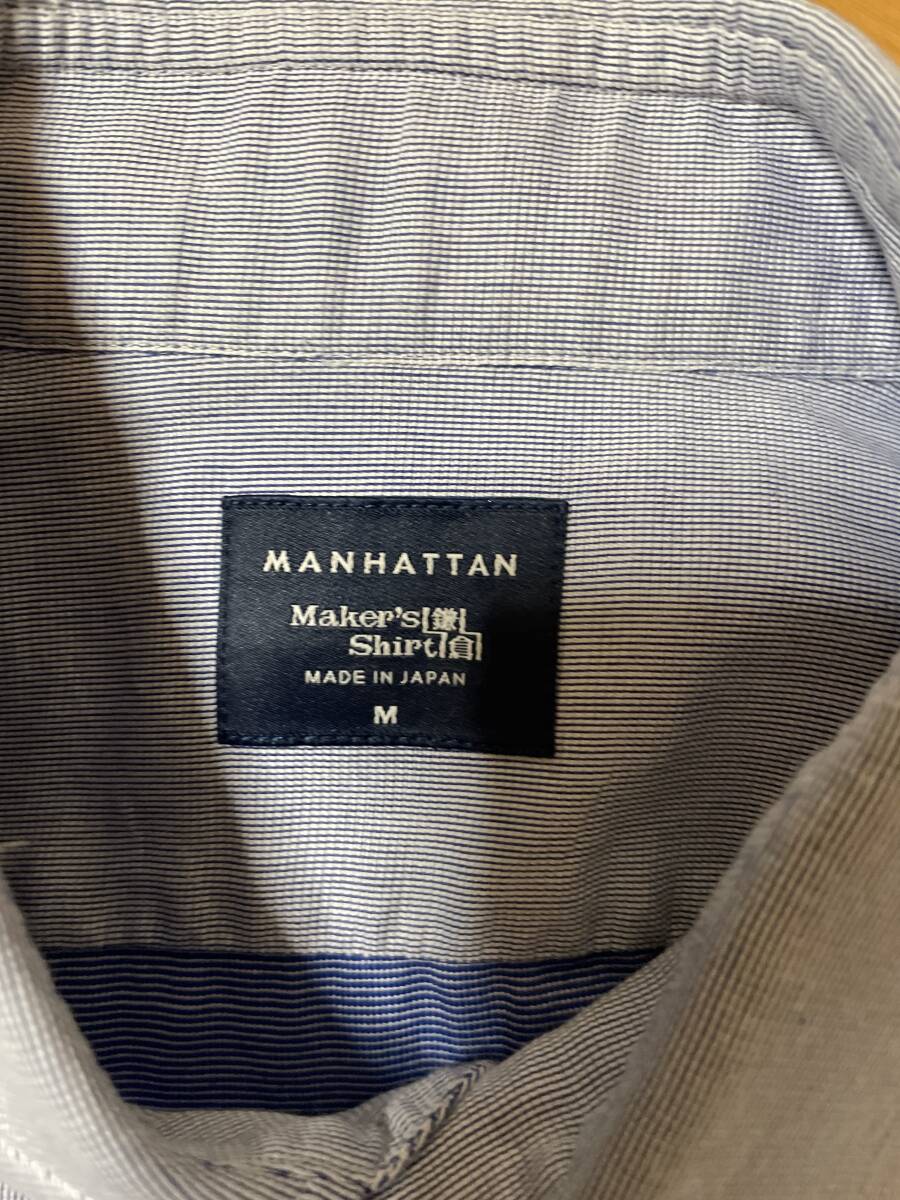 MANHATTAN
Maker's 鎌
Shirt 倉
MADE IN JAPAN
M